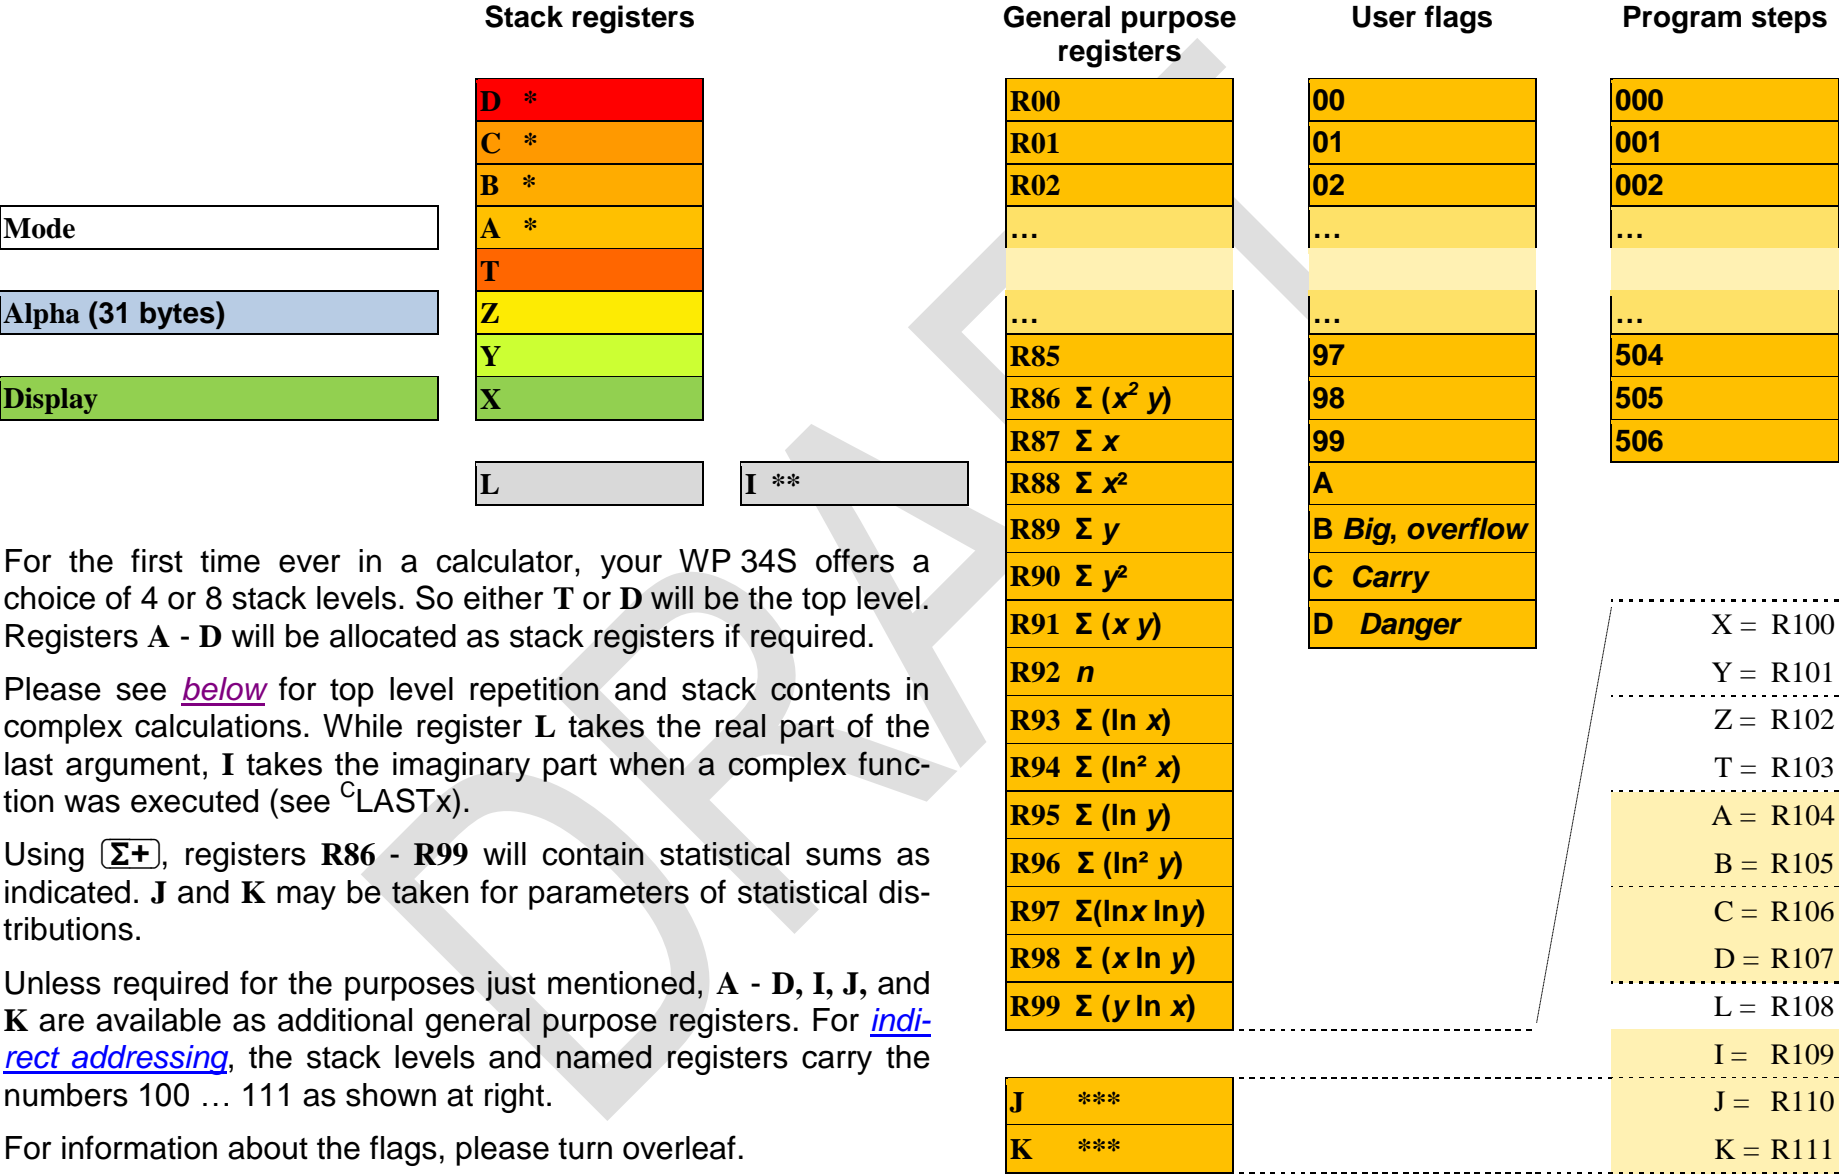 Stack registers
General purpose
registers
User flags
Program steps
D *
C *
B *
A *
T
Z
Y
X
L
I **
Mode
Alpha (31 bytes)
Display
For the first time ever in a calculator, your WP 34S offers a
choice of 4 or 8 stack levels. So either T or D will be the top level.
Registers A - D will be allocated as stack registers if required.
Please see below for top level repetition and stack contents in
complex calculations. While register L takes the real part of the
last argument, I takes the imaginary part when a complex func-
tion was executed (see ᶜLASTx).
Using Σ+, registers R86 - R99 will contain statistical sums as
indicated. J and K may be taken for parameters of statistical dis-
tributions.
Unless required for the purposes just mentioned, A - D, I, J, and
K are available as additional general purpose registers. For indi-
rect addressing, the stack levels and named registers carry the
numbers 100 … 111 as shown at right.
For information about the flags, please turn overleaf.
R00
R01
R02
…
…
R85
R86 Σ (x² y)
R87 Σ x
R88 Σ x²
R89 Σ y
R90 Σ y²
R91 Σ (x y)
R92 n
R93 Σ (ln x)
R94 Σ (ln² x)
R95 Σ (ln y)
R96 Σ (ln² y)
R97 Σ(lnx lny)
R98 Σ (x ln y)
R99 Σ (y ln x)
J ***
K ***
00
01
02
…
…
97
98
99
A
B Big, overflow
C Carry
D Danger
000
001
002
…
…
504
505
506
X = R100
Y = R101
Z = R102
T = R103
A = R104
B = R105
C = R106
D = R107
L = R108
I = R109
J = R110
K = R111
DRAFT